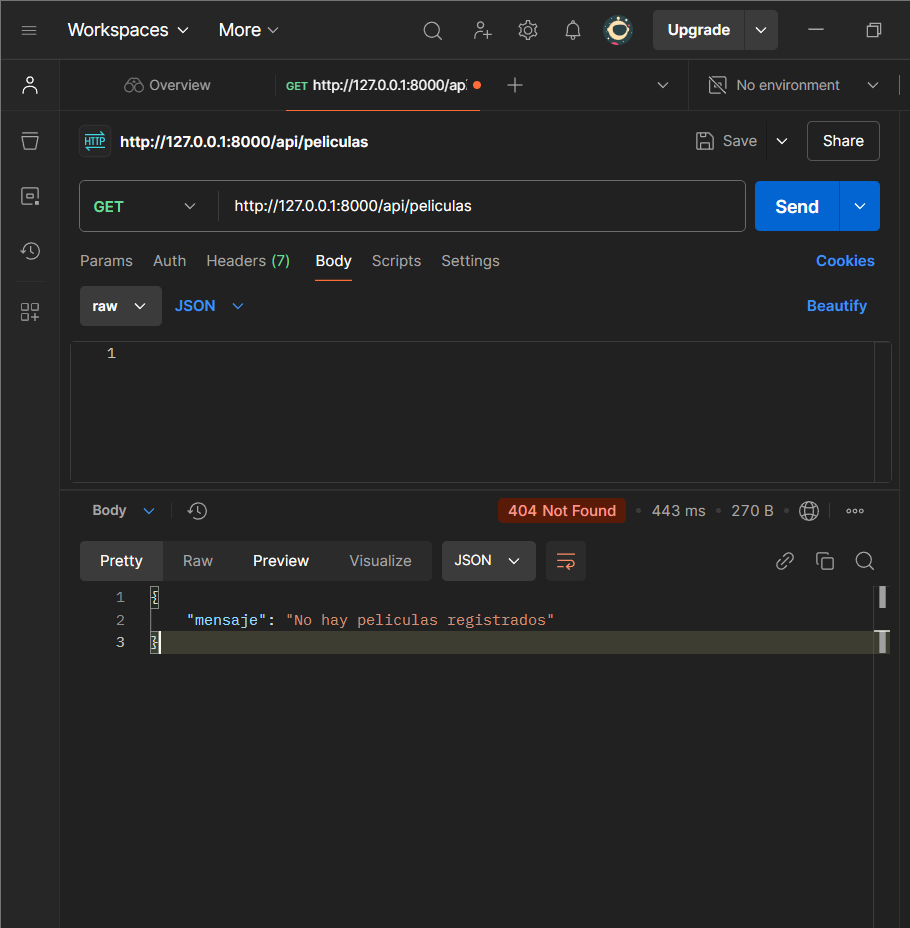 Workspaces More Upgrade
Overview GET http://127.0.0.1:8000/ap No environment
HTTP http://127.0.0.1:8000/api/peliculas Save Share
GET http://127.0.0.1:8000/api/peliculas Send
Params Auth Headers (7) Body Scripts Settings Cookies
raw JSON Beautify
1
Body 404 Not Found • 443 ms • 270 B •
Pretty Raw Preview Visualize JSON
1 {
2 "mensaje": "No hay peliculas registrados"
3 }